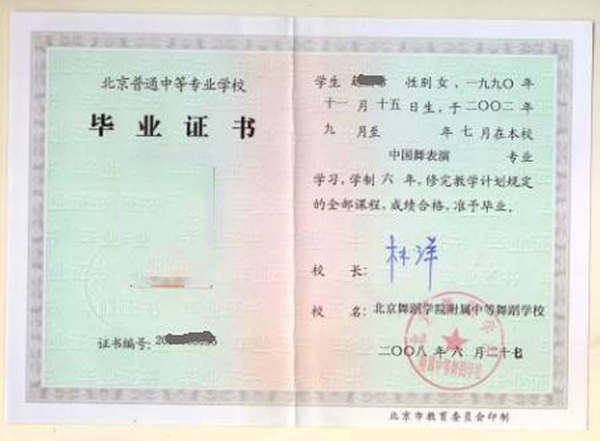 北京普通中等专业学校
毕业证书
证书编号:20
学生 性别女,一九九〇年
十一月十五日生,于二〇〇二年
九月至 年七月在本校
中国舞表演 专业
学习,学制六年,修完教学计划规定
的全部课程,成绩合格,准予毕业。
校长:林洋
校名:北京舞蹈学院附属中等舞蹈学校
二〇〇八年六月二十七
北京市教育委员会印制